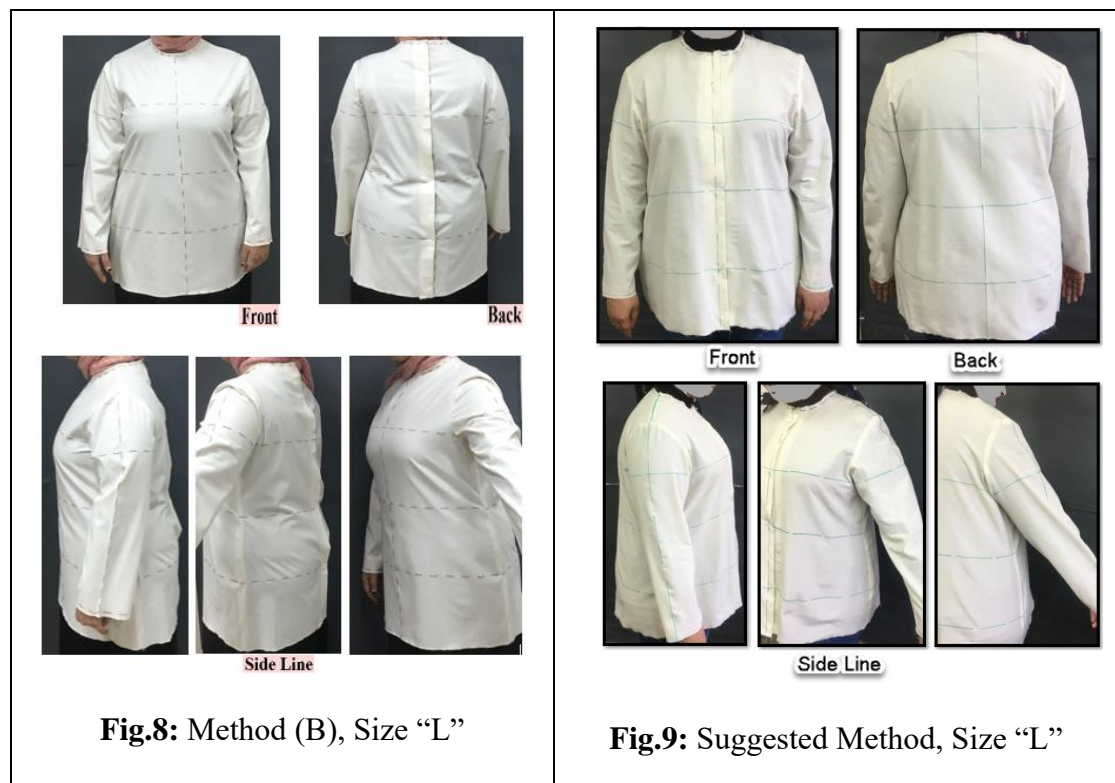 Front
Back
Side Line
Fig.8: Method (B), Size “L”
Front
Back
Side Line
Fig.9: Suggested Method, Size “L”